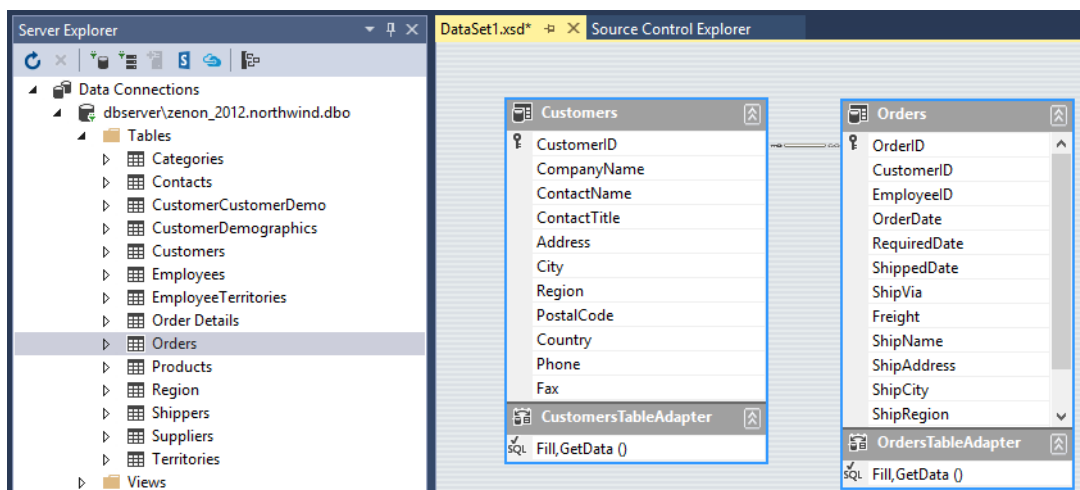 Server Explorer
Data Connections
dbserver\zenon_2012.northwind.dbo
Tables
Categories
Contacts
CustomerCustomerDemo
CustomerDemographics
Customers
Employees
EmployeeTerritories
Order Details
Orders
Products
Region
Shippers
Suppliers
Territories
Views
DataSet1.xsd*
Source Control Explorer
Customers
CustomerID
CompanyName
ContactName
ContactTitle
Address
City
Region
PostalCode
Country
Phone
Fax
CustomersTableAdapter
SQL Fill,GetData ()
Orders
OrderID
CustomerID
EmployeeID
OrderDate
RequiredDate
ShippedDate
ShipVia
Freight
ShipName
ShipAddress
ShipCity
ShipRegion
OrdersTableAdapter
SQL Fill,GetData ()